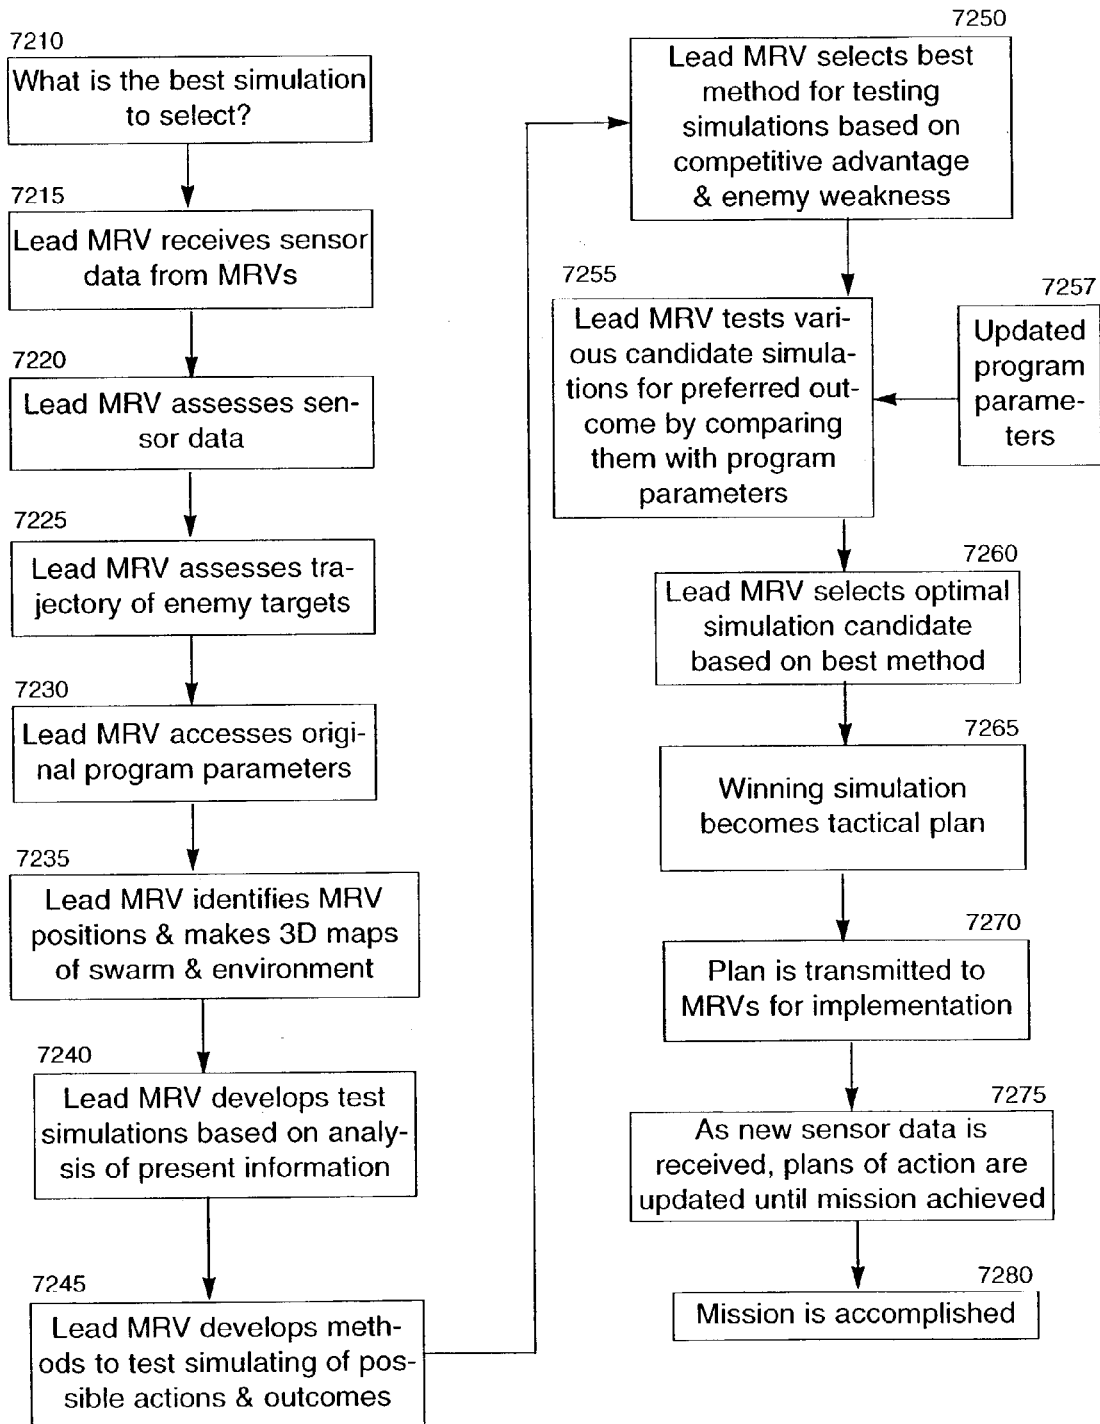 7210
What is the best simulation
to select?
7215
Lead MRV receives sensor
data from MRVs
7220
Lead MRV assesses sen-
sor data
7225
Lead MRV assesses tra-
jectory of enemy targets
7230
Lead MRV accesses origi-
nal program parameters
7235
Lead MRV identifies MRV
positions & makes 3D maps
of swarm & environment
7240
Lead MRV develops test
simulations based on analy-
sis of present information
7245
Lead MRV develops meth-
ods to test simulating of pos-
sible actions & outcomes
7250
Lead MRV selects best
method for testing
simulations based on
competitive advantage
& enemy weakness
7255
Lead MRV tests vari-
ous candidate simula-
tions for preferred out-
come by comparing
them with program
parameters
7257
Updated
program
parame-
ters
7260
Lead MRV selects optimal
simulation candidate
based on best method
7265
Winning simulation
becomes tactical plan
7270
Plan is transmitted to
MRVs for implementation
7275
As new sensor data is
received, plans of action are
updated until mission achieved
7280
Mission is accomplished